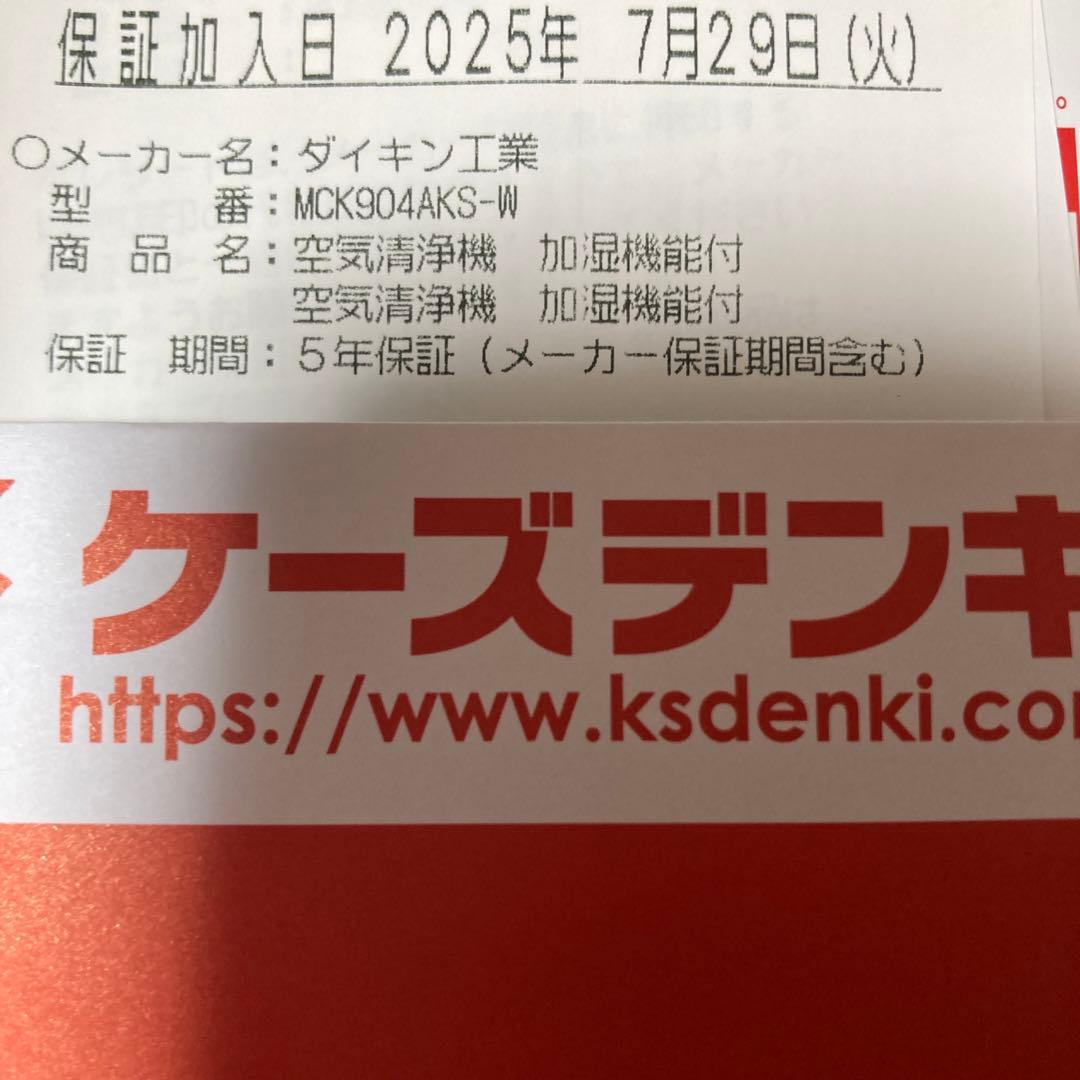 保証加入日 2025年 7月29日(火)
○メーカー名:ダイキン工業
型番:MCK904AKS-W
商品名:空気清浄機 加湿機能付
空気清浄機 加湿機能付
保証 期間:5年保証(メーカー保証期間含む)
ケーズデンキ
https://www.ksdenki.co